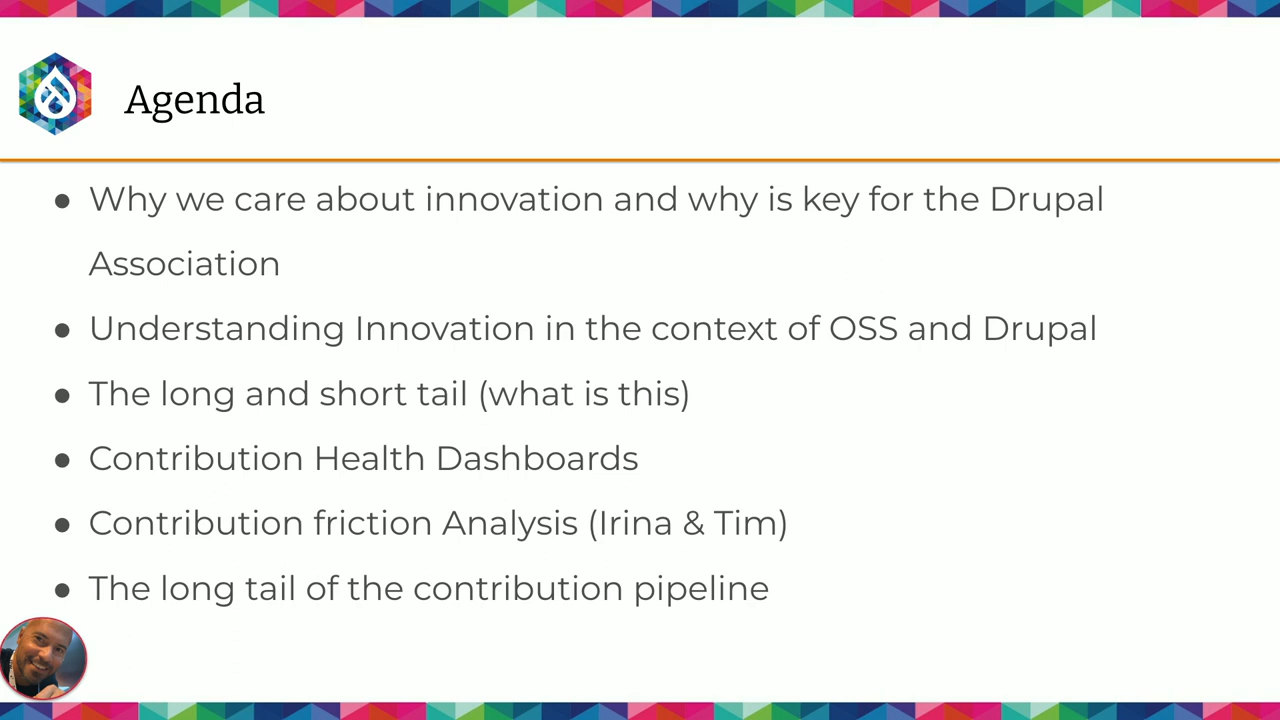 Agenda
● Why we care about innovation and why is key for the Drupal
Association
● Understanding Innovation in the context of OSS and Drupal
● The long and short tail (what is this)
● Contribution Health Dashboards
● Contribution friction Analysis (Irina & Tim)
● The long tail of the contribution pipeline